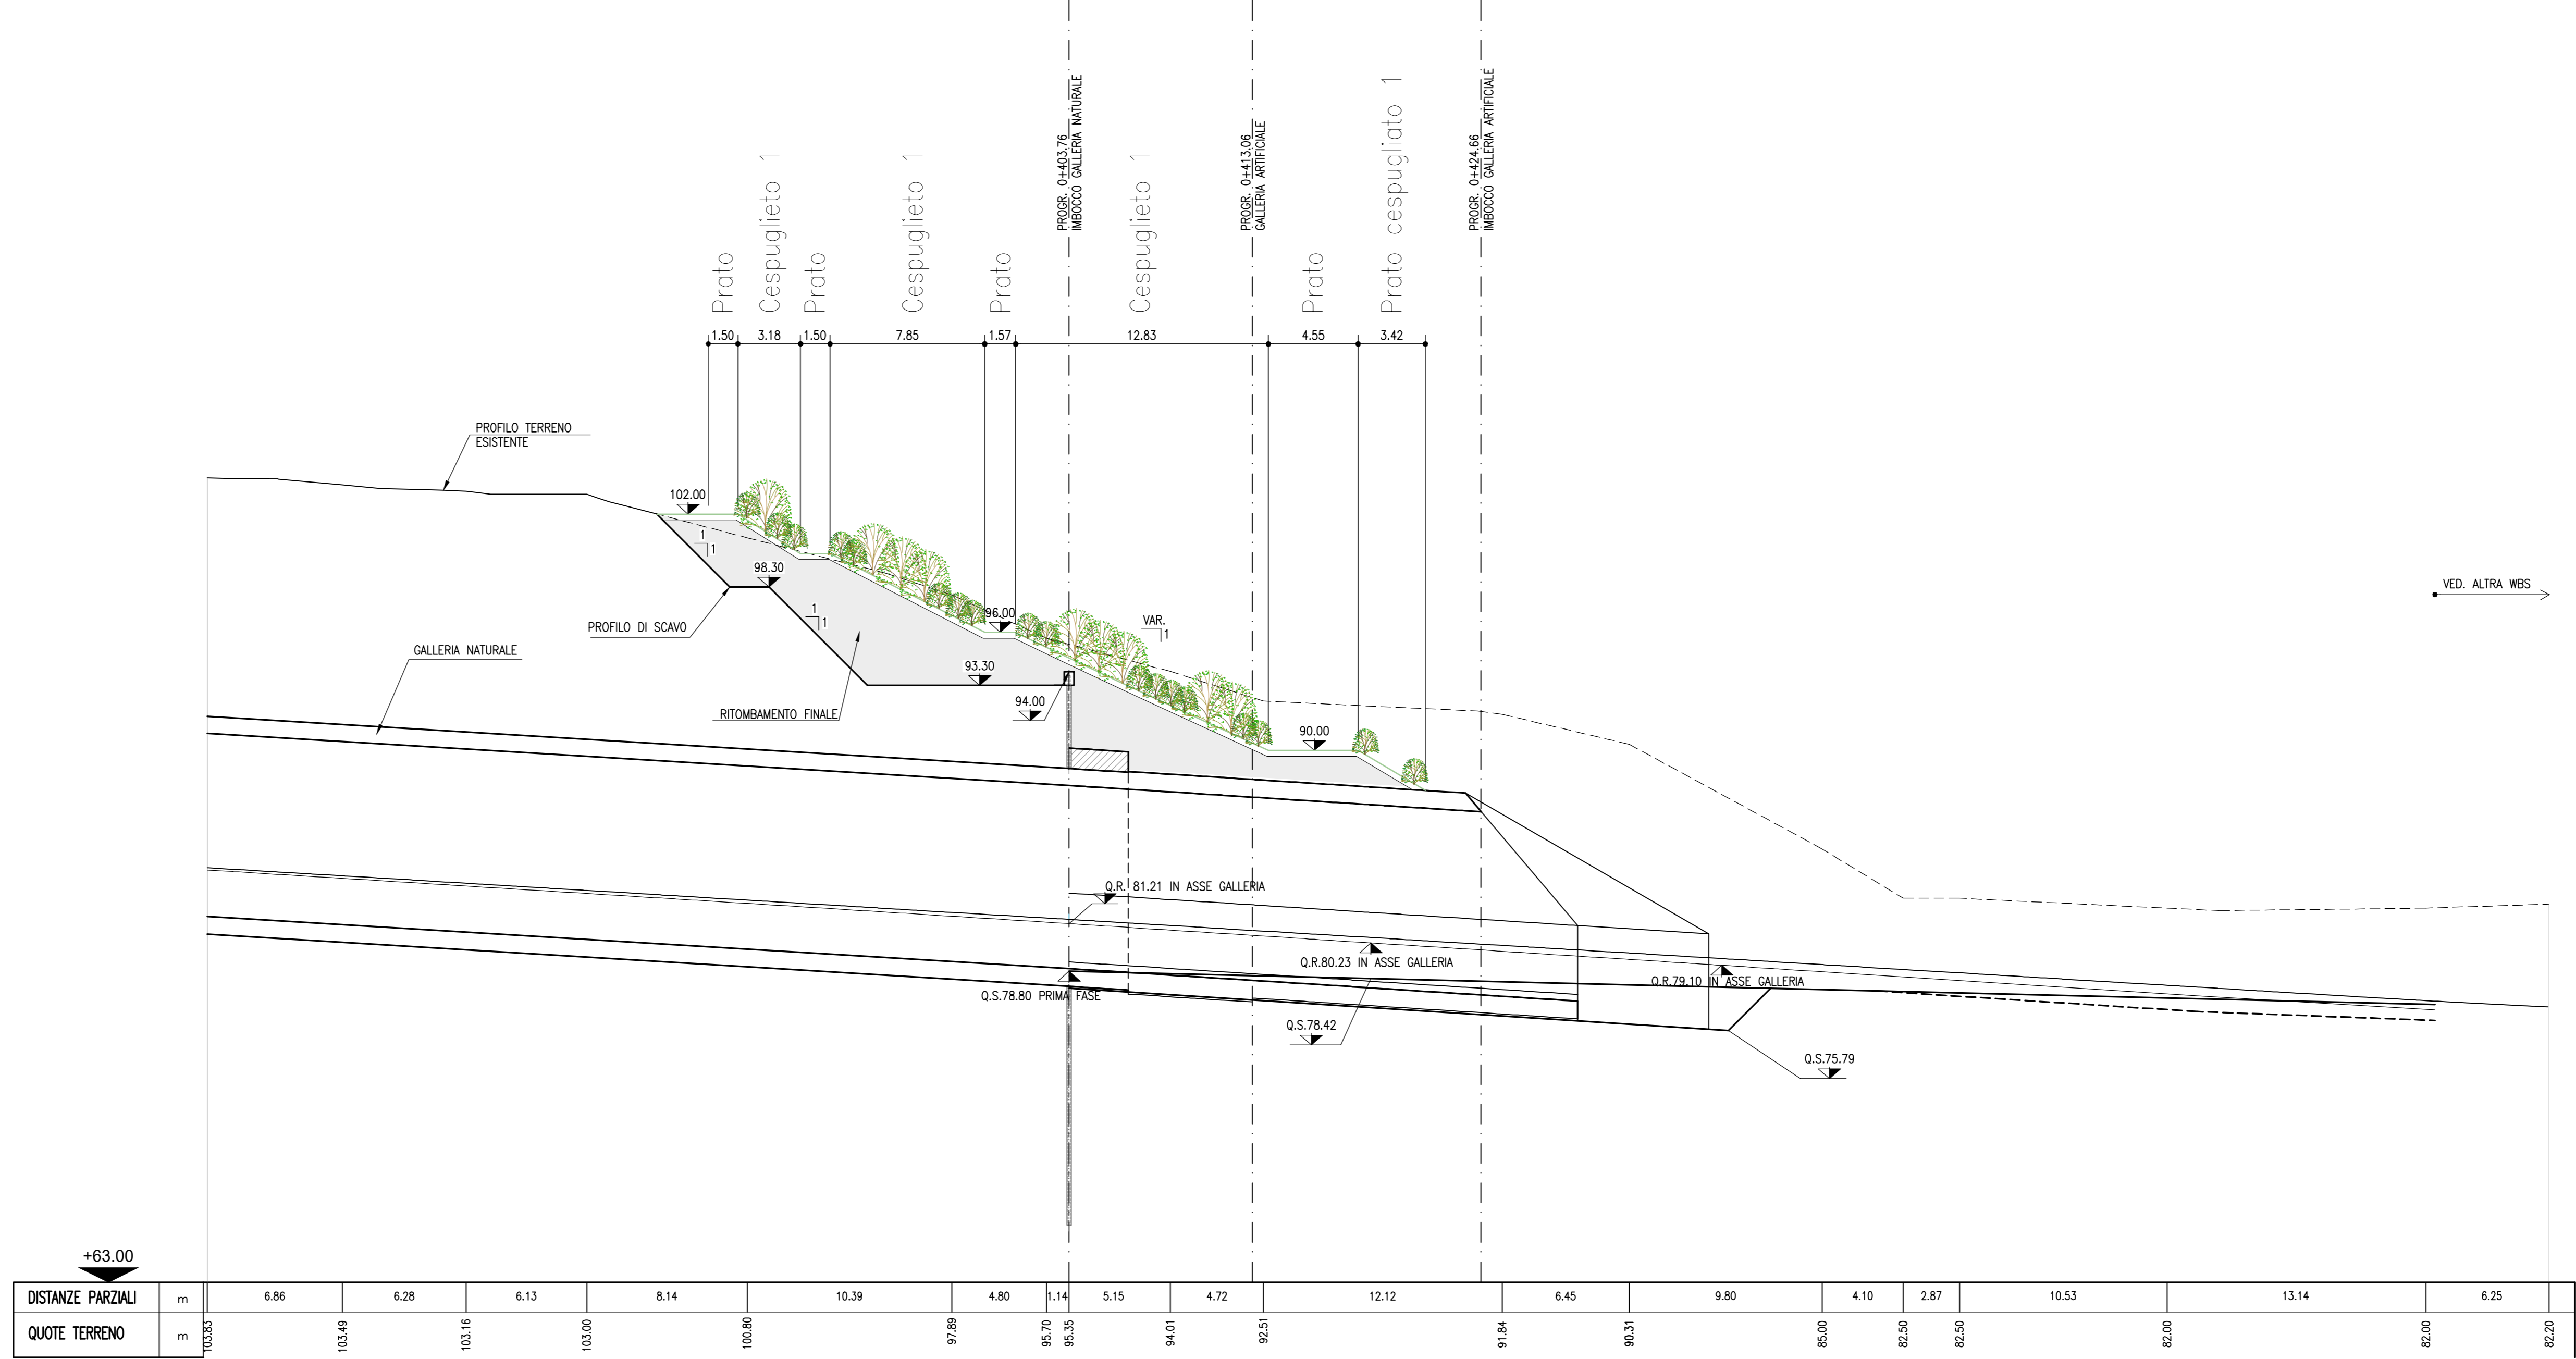 PROGR. 0+403.76
IMBOCCO GALLERIA NATURALE
PROGR. 0+413.06
GALLERIA ARTIFICIALE
PROGR. 0+424.66
IMBOCCO GALLERIA ARTIFICIALE
Prato
Cespuglieto 1
Prato
Cespuglieto 1
Prato
Cespuglieto 1
Prato
Prato cespugliato 1
1.50 3.18 1.50 7.85 1.57 12.83 4.55 3.42
PROFILO TERRENO
ESISTENTE
102.00
1
1
98.30
VED. ALTRA WBS
1
1
96.00
VAR.
1
PROFILO DI SCAVO
GALLERIA NATURALE
93.30
94.00
RITOMBAMENTO FINALE
90.00
Q.R. 81.21 IN ASSE GALLERIA
Q.R.80.23 IN ASSE GALLERIA
Q.R.79.10 IN ASSE GALLERIA
Q.S.78.80 PRIMA FASE
Q.S.78.42
Q.S.75.79
+63.00
DISTANZE PARZIALI m 6.86 6.28 6.13 8.14 10.39 4.80 1.14 5.15 4.72 12.12 6.45 9.80 4.10 2.87 10.53 13.14 6.25
QUOTE TERRENO m 103.83 103.49 103.16 103.00 100.80 97.89 95.70 95.35 94.01 92.51 91.84 90.31 85.00 82.50 82.50 82.00 82.00 82.20